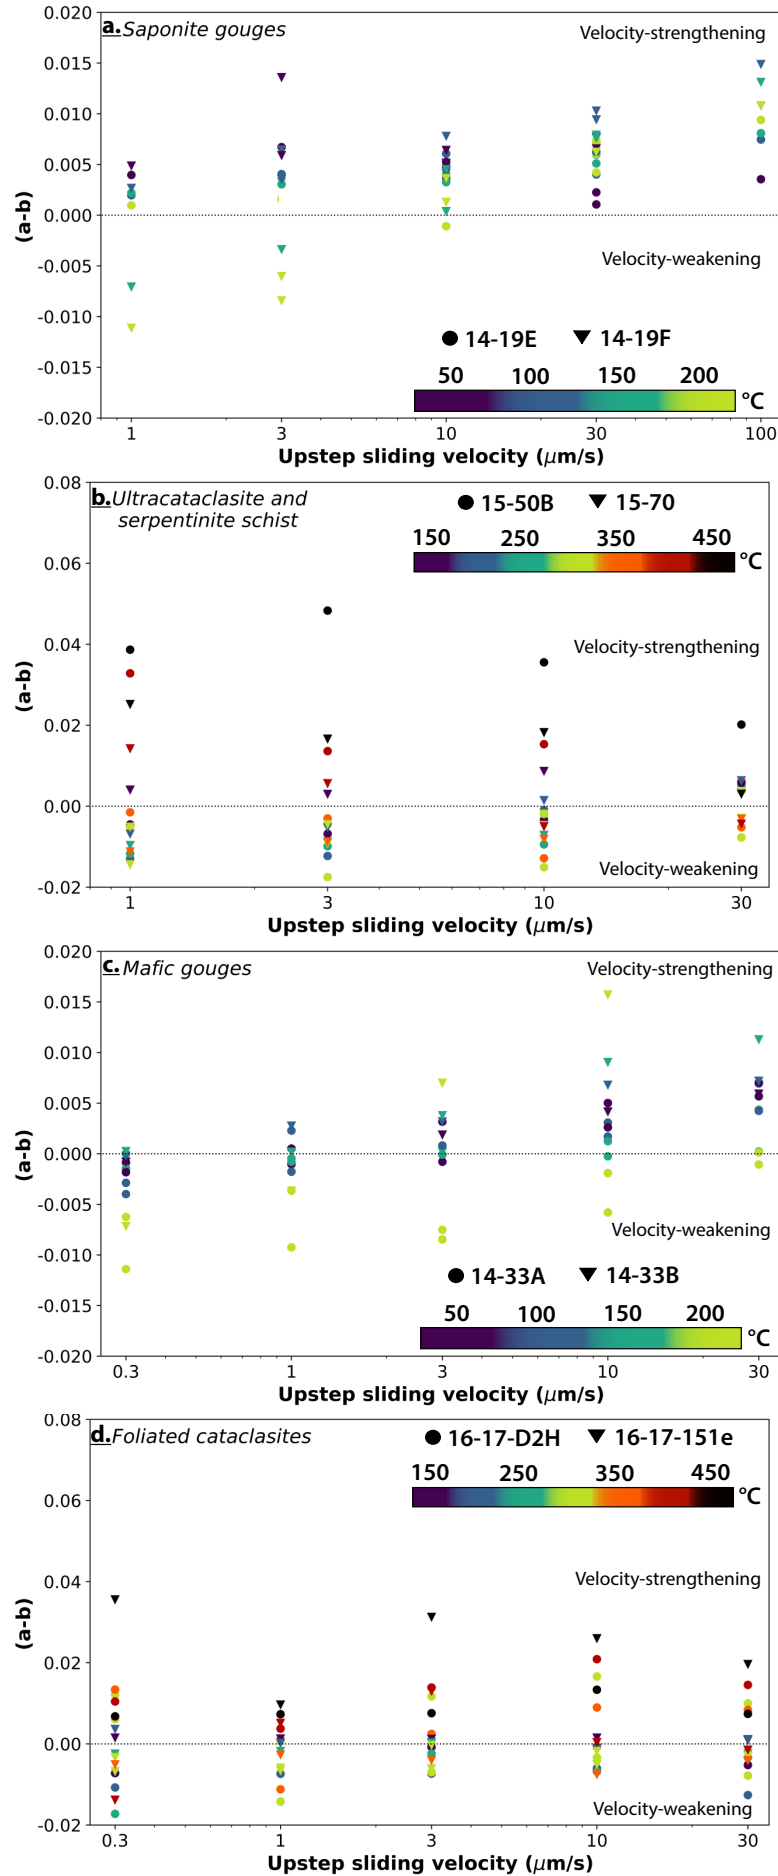 a. Saponite gouges
Velocity-strengthening
0.020
0.015
0.010
0.005
0.000
-0.005
-0.010
-0.015
-0.020
(a-b)
Velocity-weakening
14-19E 14-19F
50 100 150 200
°C
1 3 10 30 100
Upstep sliding velocity (μm/s)
b. Ultracataclasite and
serpentinite schist
15-50B 15-70
150 250 350 450
°C
0.08
0.06
0.04
0.02
0.00
-0.02
(a-b)
Velocity-strengthening
Velocity-weakening
1 3 10 30
Upstep sliding velocity (μm/s)
c. Mafic gouges
Velocity-strengthening
0.020
0.015
0.010
0.005
0.000
-0.005
-0.010
-0.015
-0.020
(a-b)
Velocity-weakening
14-33A 14-33B
50 100 150 200
°C
0.3 1 3 10 30
Upstep sliding velocity (μm/s)
d. Foliated cataclasites
16-17-D2H 16-17-151e
150 250 350 450
°C
0.08
0.06
0.04
0.02
0.00
-0.02
(a-b)
Velocity-strengthening
Velocity-weakening
0.3 1 3 10 30
Upstep sliding velocity (μm/s)